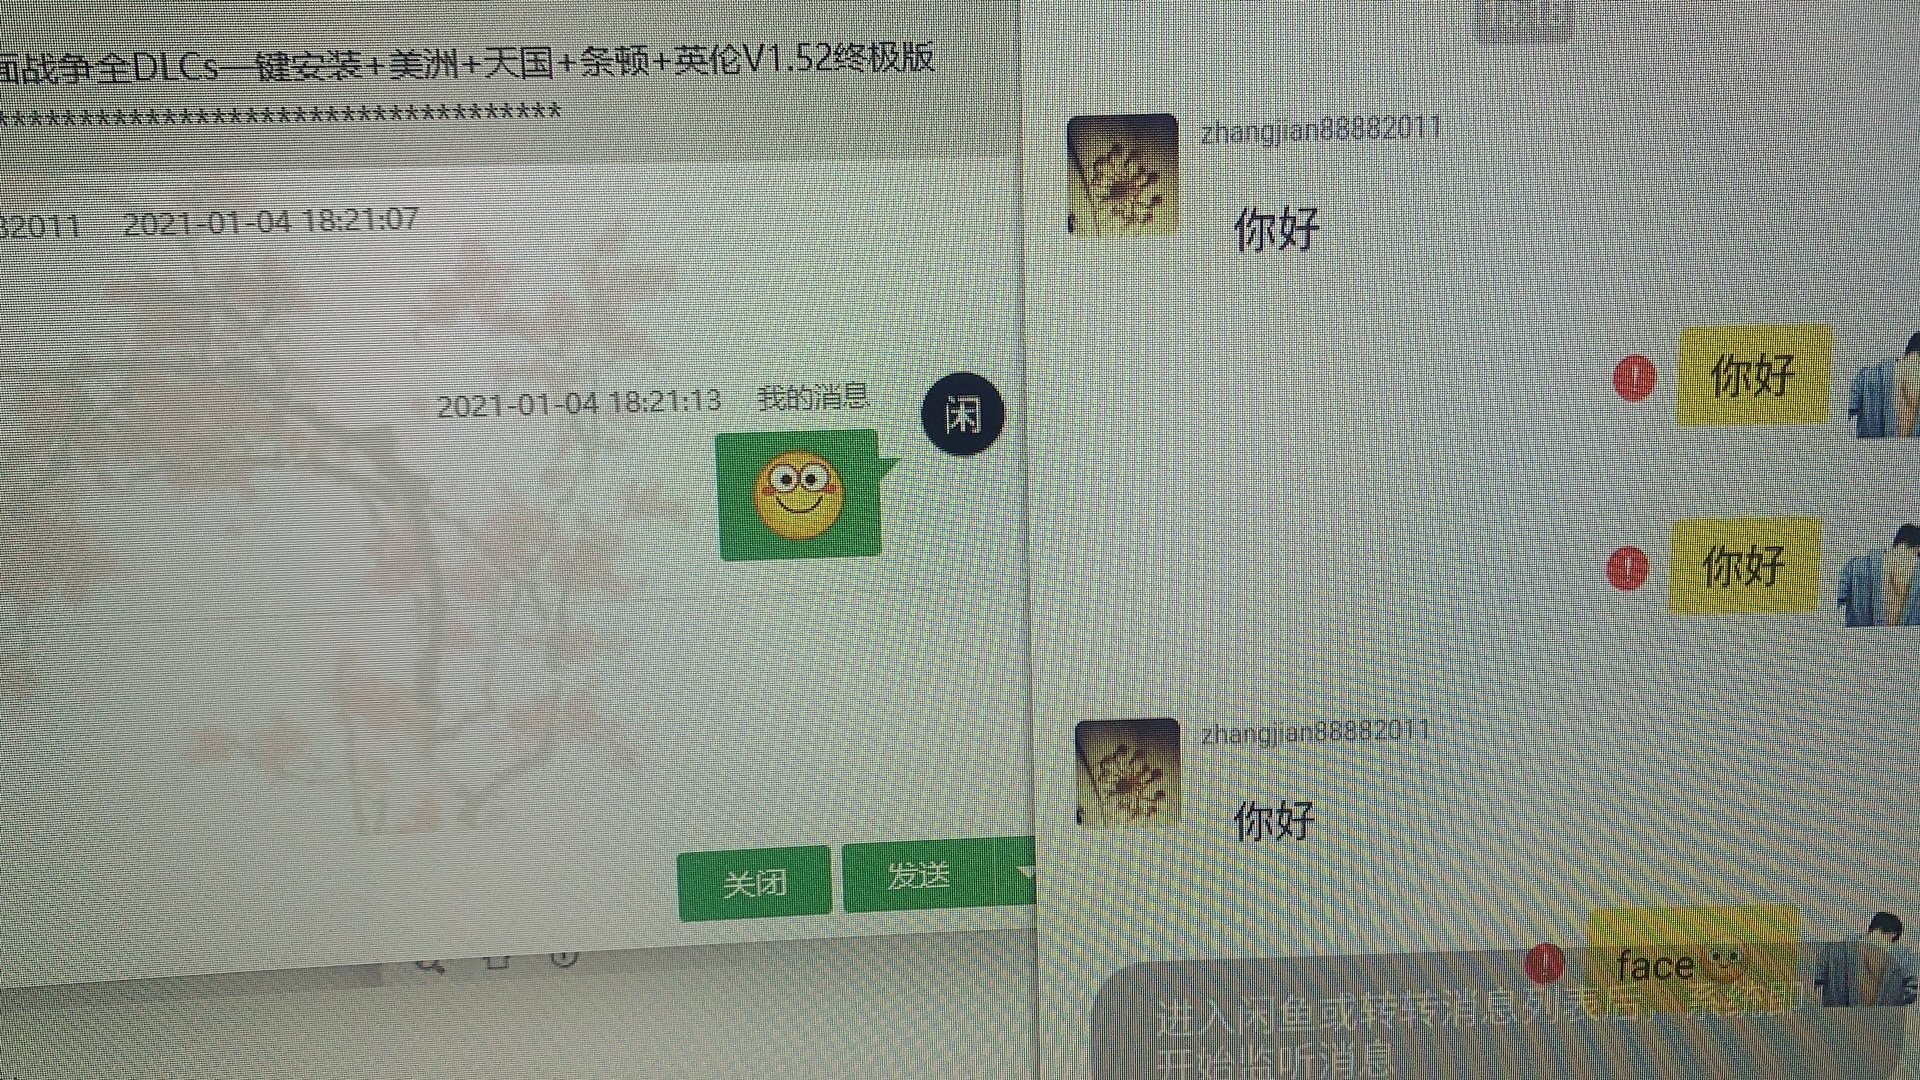 面战争全DLCs一键安装+美洲+天国+条顿+英伦V1.52终极版
**********************************
82011 2021-01-04 18:21:07
2021-01-04 18:21:13 我的消息
闲
关闭
发送
zhangjian88882011
你好
你好
你好
zhangjian88882011
你好
face
进入闲鱼或转转消息列表后，系统
开始监听消息